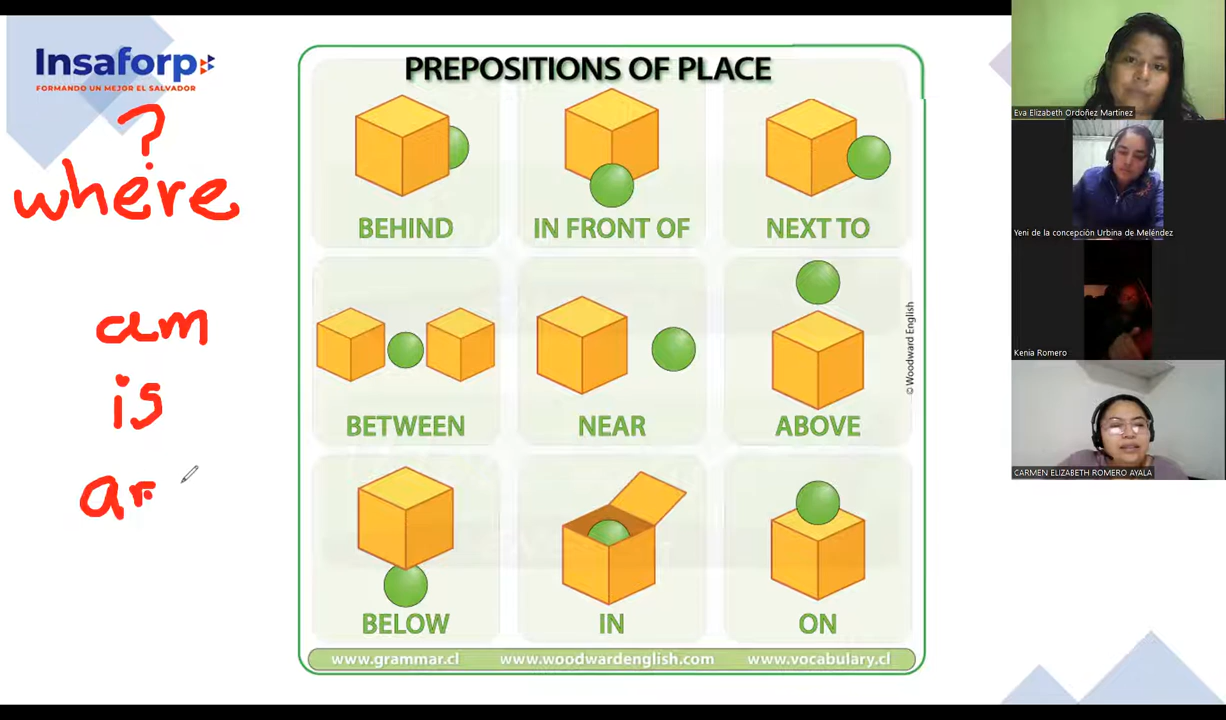 Insaforp
FORMANDO UN MEJOR EL SALVADOR
?
where
am
is
ar
PREPOSITIONS OF PLACE
BEHIND
IN FRONT OF
NEXT TO
BETWEEN
NEAR
ABOVE
BELOW
IN
ON
© Woodward English
www.grammar.cl
www.woodwardenglish.com
www.vocabulary.cl
Eva Elizabeth Ordoñez Martinez
Yeni de la concepción Urbina de Meléndez
Kenia Romero
CARMEN ELIZABETH ROMERO AYALA